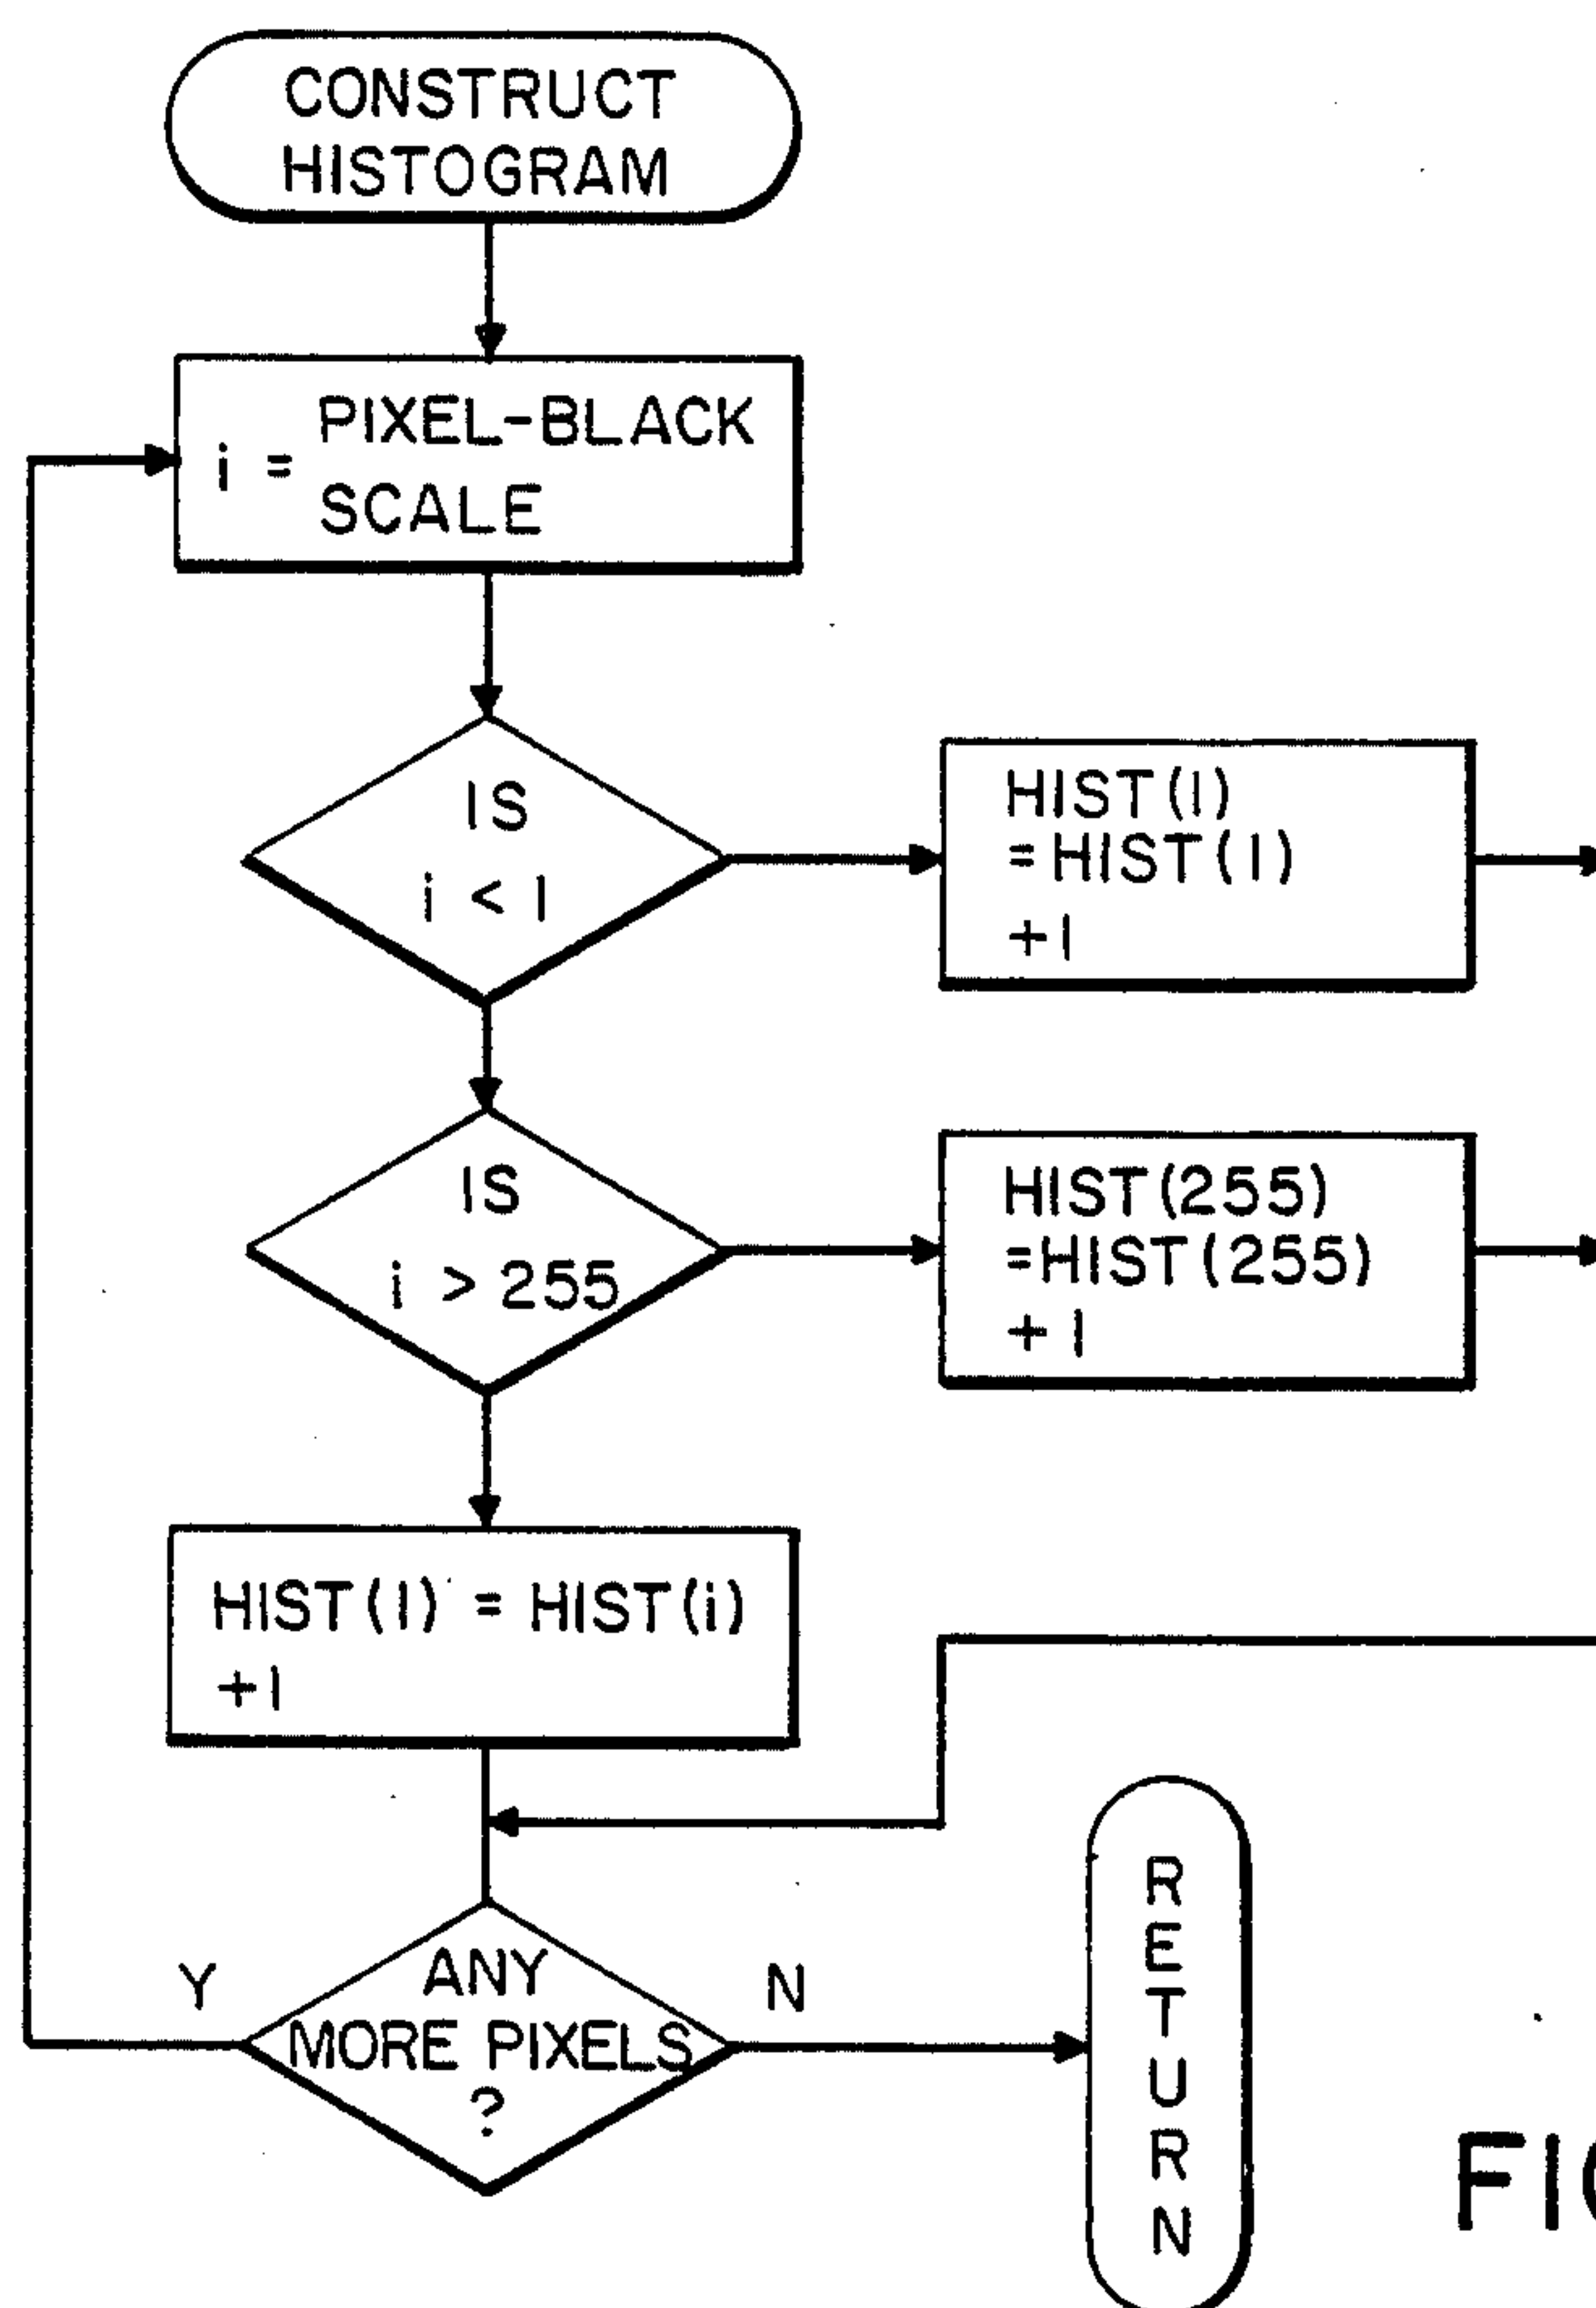 CONSTRUCT
HISTOGRAM
i = PIXEL-BLACK
SCALE
IS
i < 1
HIST(1)
=HIST(1)
+1
IS
i > 255
HIST(255)
=HIST(255)
+1
HIST(1) = HIST(i)
+1
ANY
MORE PIXELS
?
Y
N
RETURN